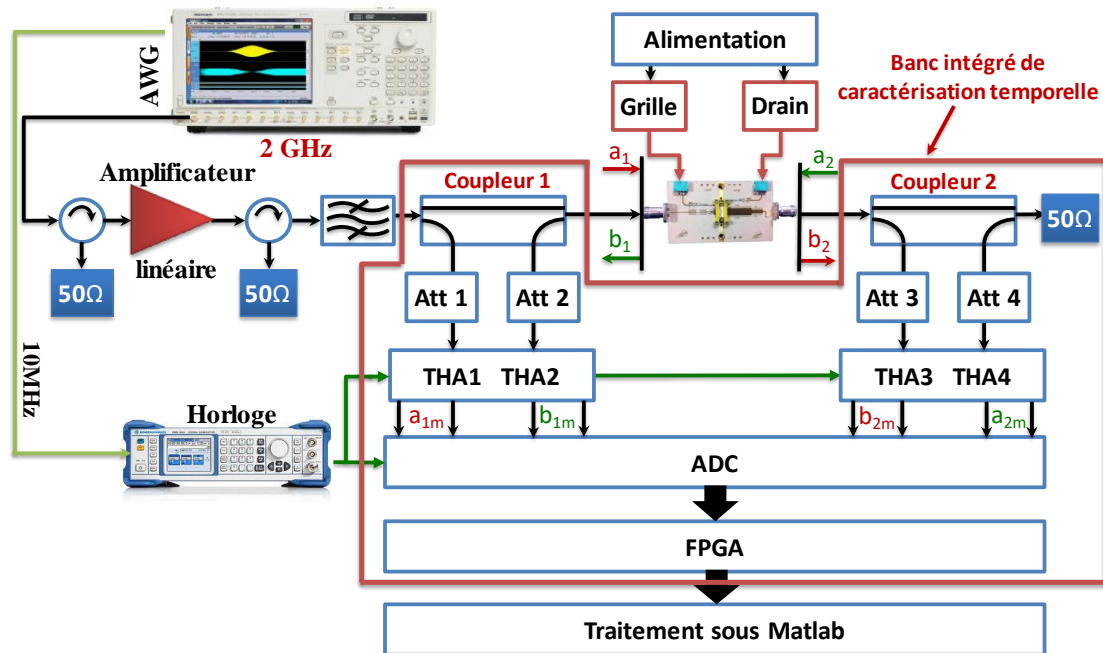 AWG
2 GHz
Alimentation
Grille
Drain
Banc intégré de
caractérisation temporelle
Amplificateur
linéaire
50Ω
50Ω
a1
b1
a2
b2
Coupleur 1
Coupleur 2
50Ω
Att 1
Att 2
Att 3
Att 4
10MHz
THA1
THA2
THA3
THA4
Horloge
a1m
b1m
b2m
a2m
ADC
FPGA
Traitement sous Matlab